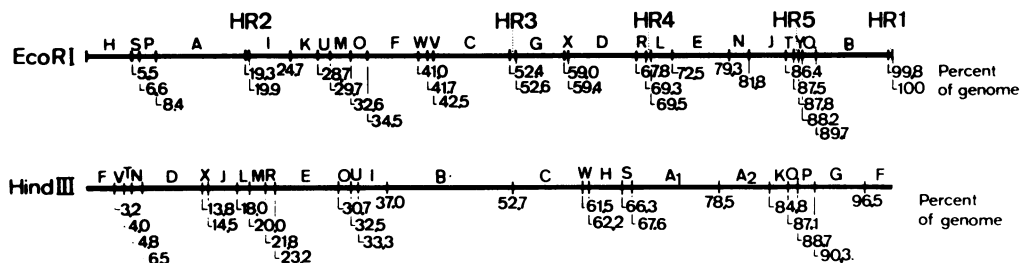 HR2 HR3 HR4 HR5 HR1
H S P A I K U M O F W V C G X D R L E N J T Y Q B
EcoRI
5.5 19.3 24.7 28.7 41.0 52.4 59.0 67.8 72.5 79.3 86.4 99.8 Percent
6.6 19.9 29.7 41.7 52.6 59.4 69.3 81.8 87.5 100 of genome
8.4 32.6 42.5 69.5 87.8
34.5 88.2
89.7
F V T N D X J L M R E O U I B C W H S A1 A2 K Q P G F
Hind III
3.2 13.8 18.0 30.7 37.0 52.7 61.5 66.3 78.5 84.8 96.5 Percent
4.0 14.5 20.0 32.5 62.2 67.6 87.1 of genome
4.8 21.8 33.3 88.7
6.5 23.2 90.3